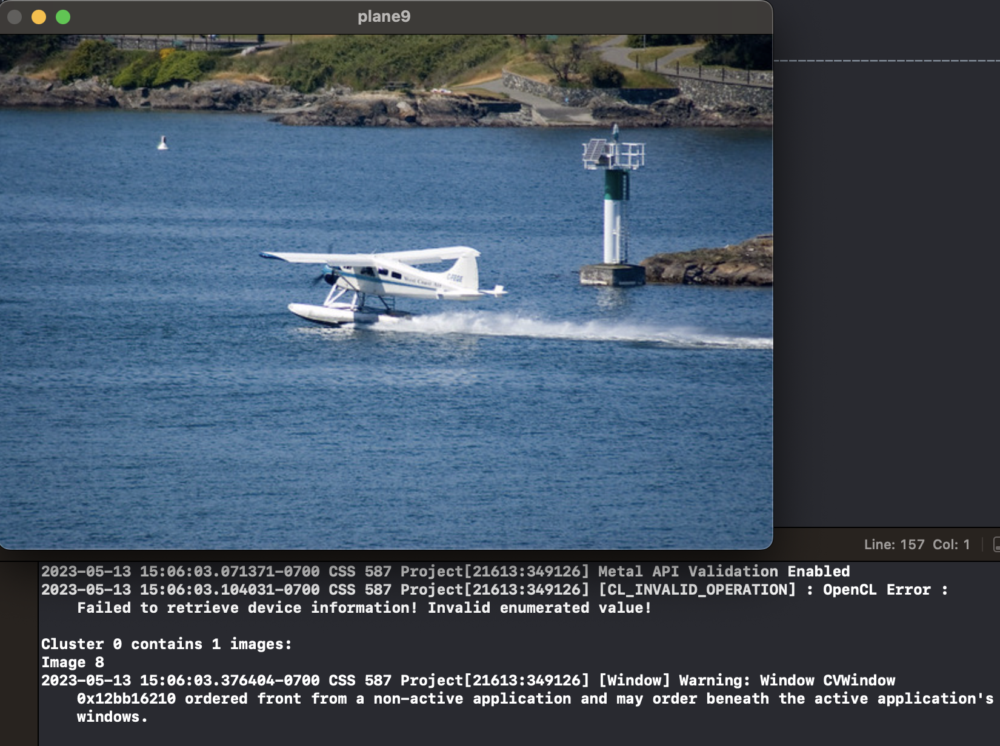 plane9
West Coast Air
C-FEGE
Line: 157 Col: 1
2023-05-13 15:06:03.071371-0700 CSS 587 Project[21613:349126] Metal API Validation Enabled
2023-05-13 15:06:03.104031-0700 CSS 587 Project[21613:349126] [CL_INVALID_OPERATION] : OpenCL Error :
Failed to retrieve device information! Invalid enumerated value!
Cluster 0 contains 1 images:
Image 8
2023-05-13 15:06:03.376404-0700 CSS 587 Project[21613:349126] [Window] Warning: Window CVWindow
0x12bb16210 ordered front from a non-active application and may order beneath the active application's
windows.